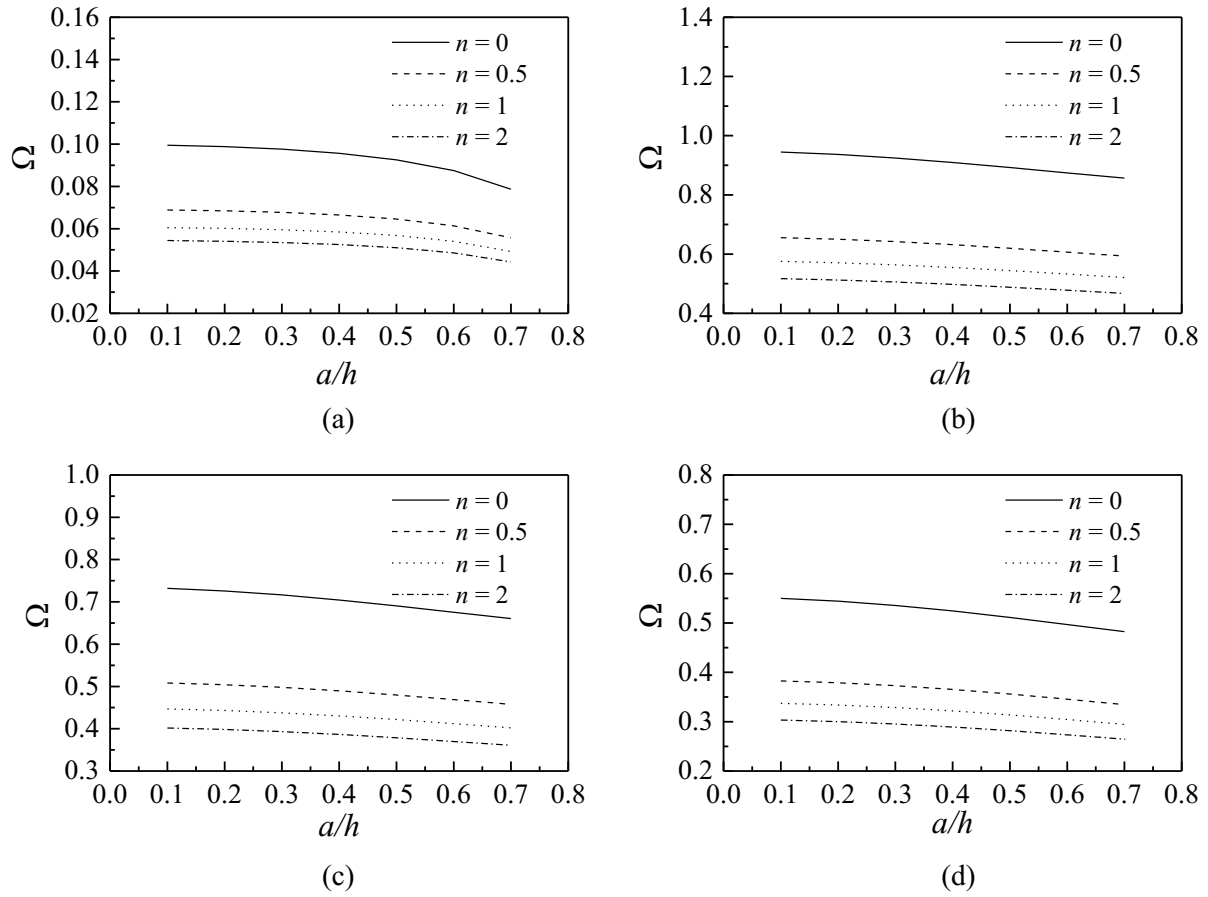 0.16
0.14
0.12
0.10
0.08
0.06
0.04
0.02
Ω
n = 0
n = 0.5
n = 1
n = 2
0.0 0.1 0.2 0.3 0.4 0.5 0.6 0.7 0.8
a/h
(a)
1.4
1.2
1.0
0.8
0.6
0.4
Ω
n = 0
n = 0.5
n = 1
n = 2
0.0 0.1 0.2 0.3 0.4 0.5 0.6 0.7 0.8
a/h
(b)
1.0
0.9
0.8
0.7
0.6
0.5
0.4
0.3
Ω
n = 0
n = 0.5
n = 1
n = 2
0.0 0.1 0.2 0.3 0.4 0.5 0.6 0.7 0.8
a/h
(c)
0.8
0.7
0.6
0.5
0.4
0.3
0.2
Ω
n = 0
n = 0.5
n = 1
n = 2
0.0 0.1 0.2 0.3 0.4 0.5 0.6 0.7 0.8
a/h
(d)